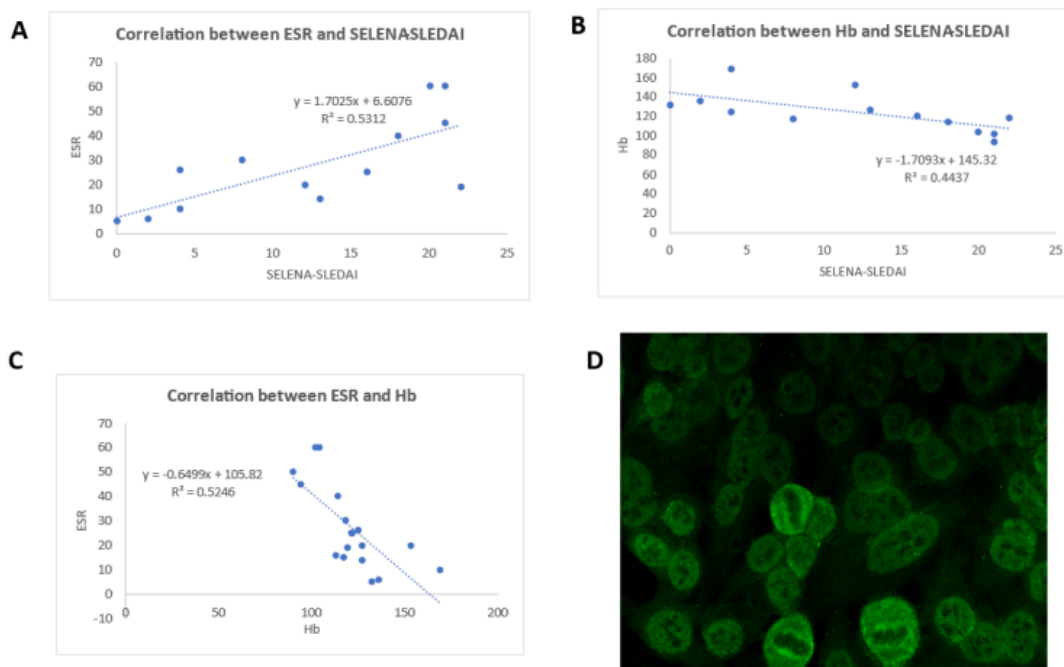 A
Correlation between ESR and SELENA-SLEDAI
70
60
50
40
30
20
10
0
ESR
y = 1.7025x + 6.6076
R² = 0.5312
0 5 10 15 20 25
SELENA-SLEDAI
B
Correlation between Hb and SELENA-SLEDAI
180
160
140
120
100
80
60
40
20
0
Hb
y = -1.7093x + 145.32
R² = 0.4437
0 5 10 15 20 25
SELENA-SLEDAI
C
Correlation between ESR and Hb
70
60
50
40
30
20
10
0
-10
ESR
y = -0.6499x + 105.82
R² = 0.5246
0 50 100 150 200
Hb
D